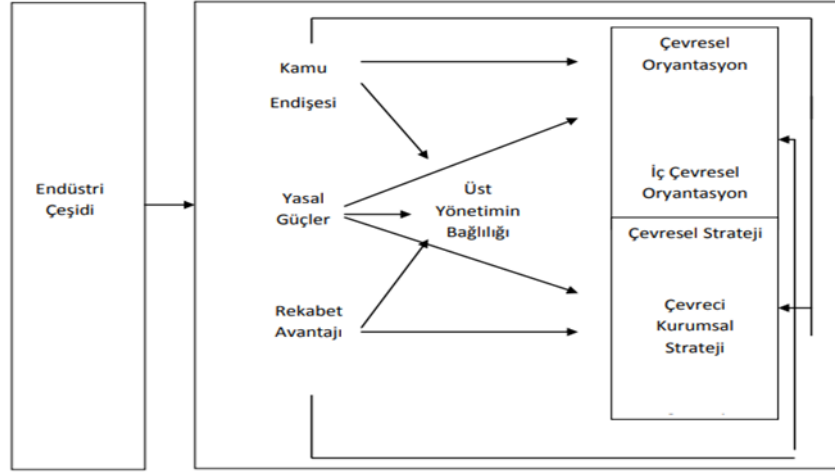 Endüstri
Çeşidi
Kamu
Endişesi
Yasal
Güçler
Rekabet
Avantajı
Üst
Yönetimin
Bağlılığı
Çevresel
Oryantasyon
İç Çevresel
Oryantasyon
Çevresel Strateji
Çevreci
Kurumsal
Strateji